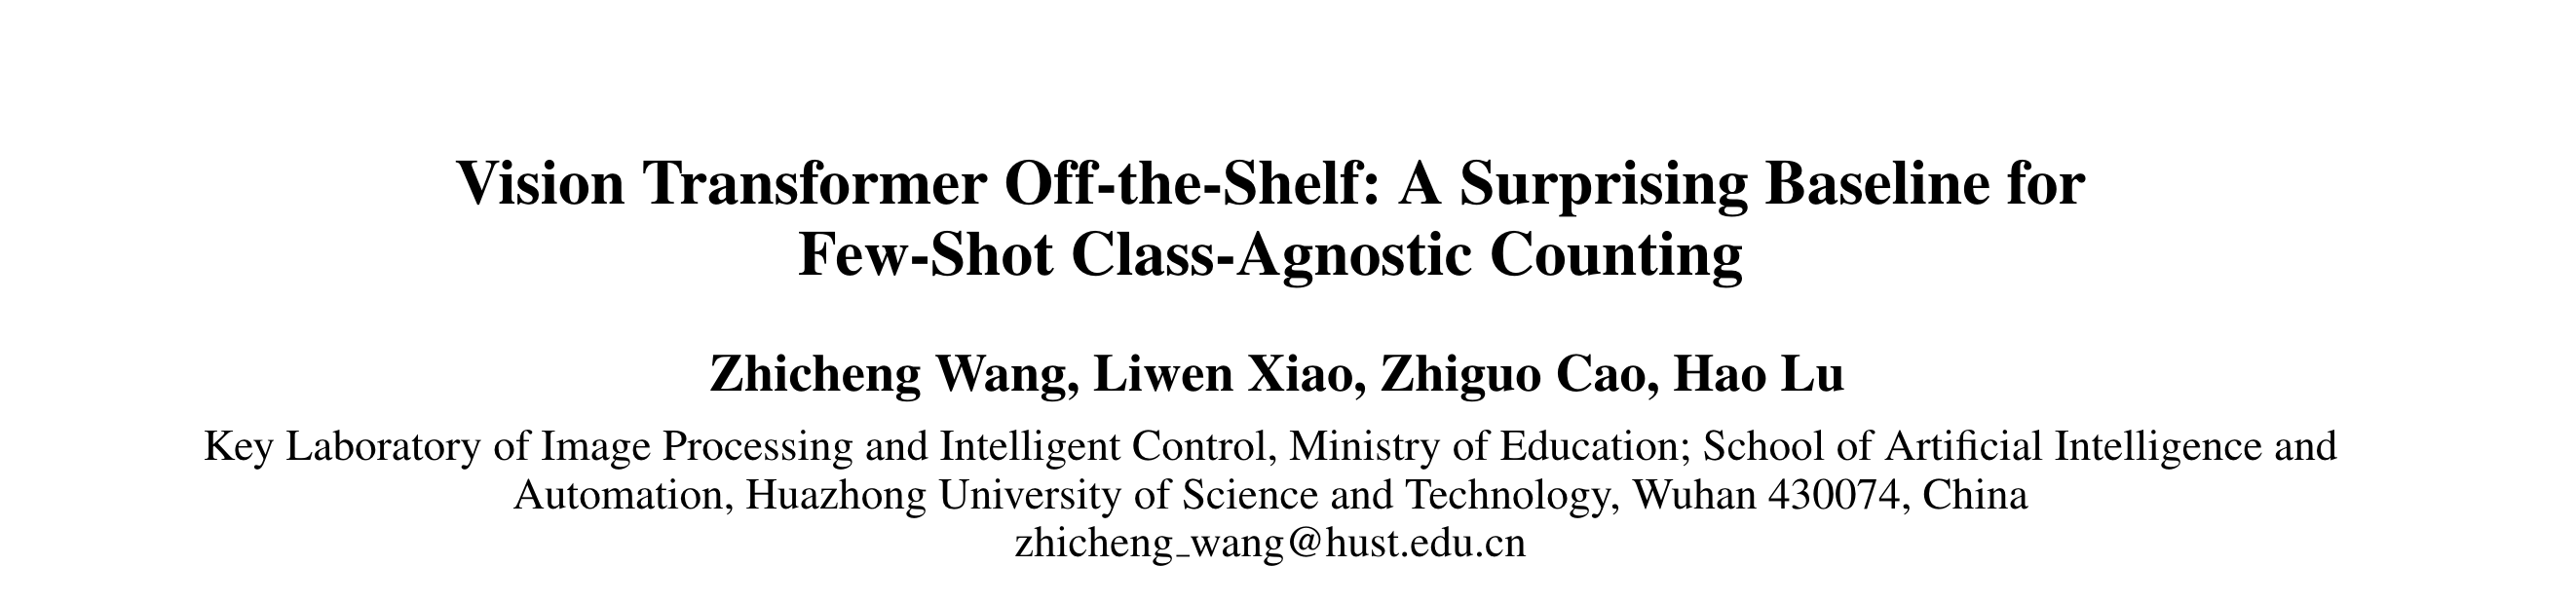 Vision Transformer Off-the-Shelf: A Surprising Baseline for
Few-Shot Class-Agnostic Counting
Zhicheng Wang, Liwen Xiao, Zhiguo Cao, Hao Lu
Key Laboratory of Image Processing and Intelligent Control, Ministry of Education; School of Artificial Intelligence and
Automation, Huazhong University of Science and Technology, Wuhan 430074, China
zhicheng_wang@hust.edu.cn